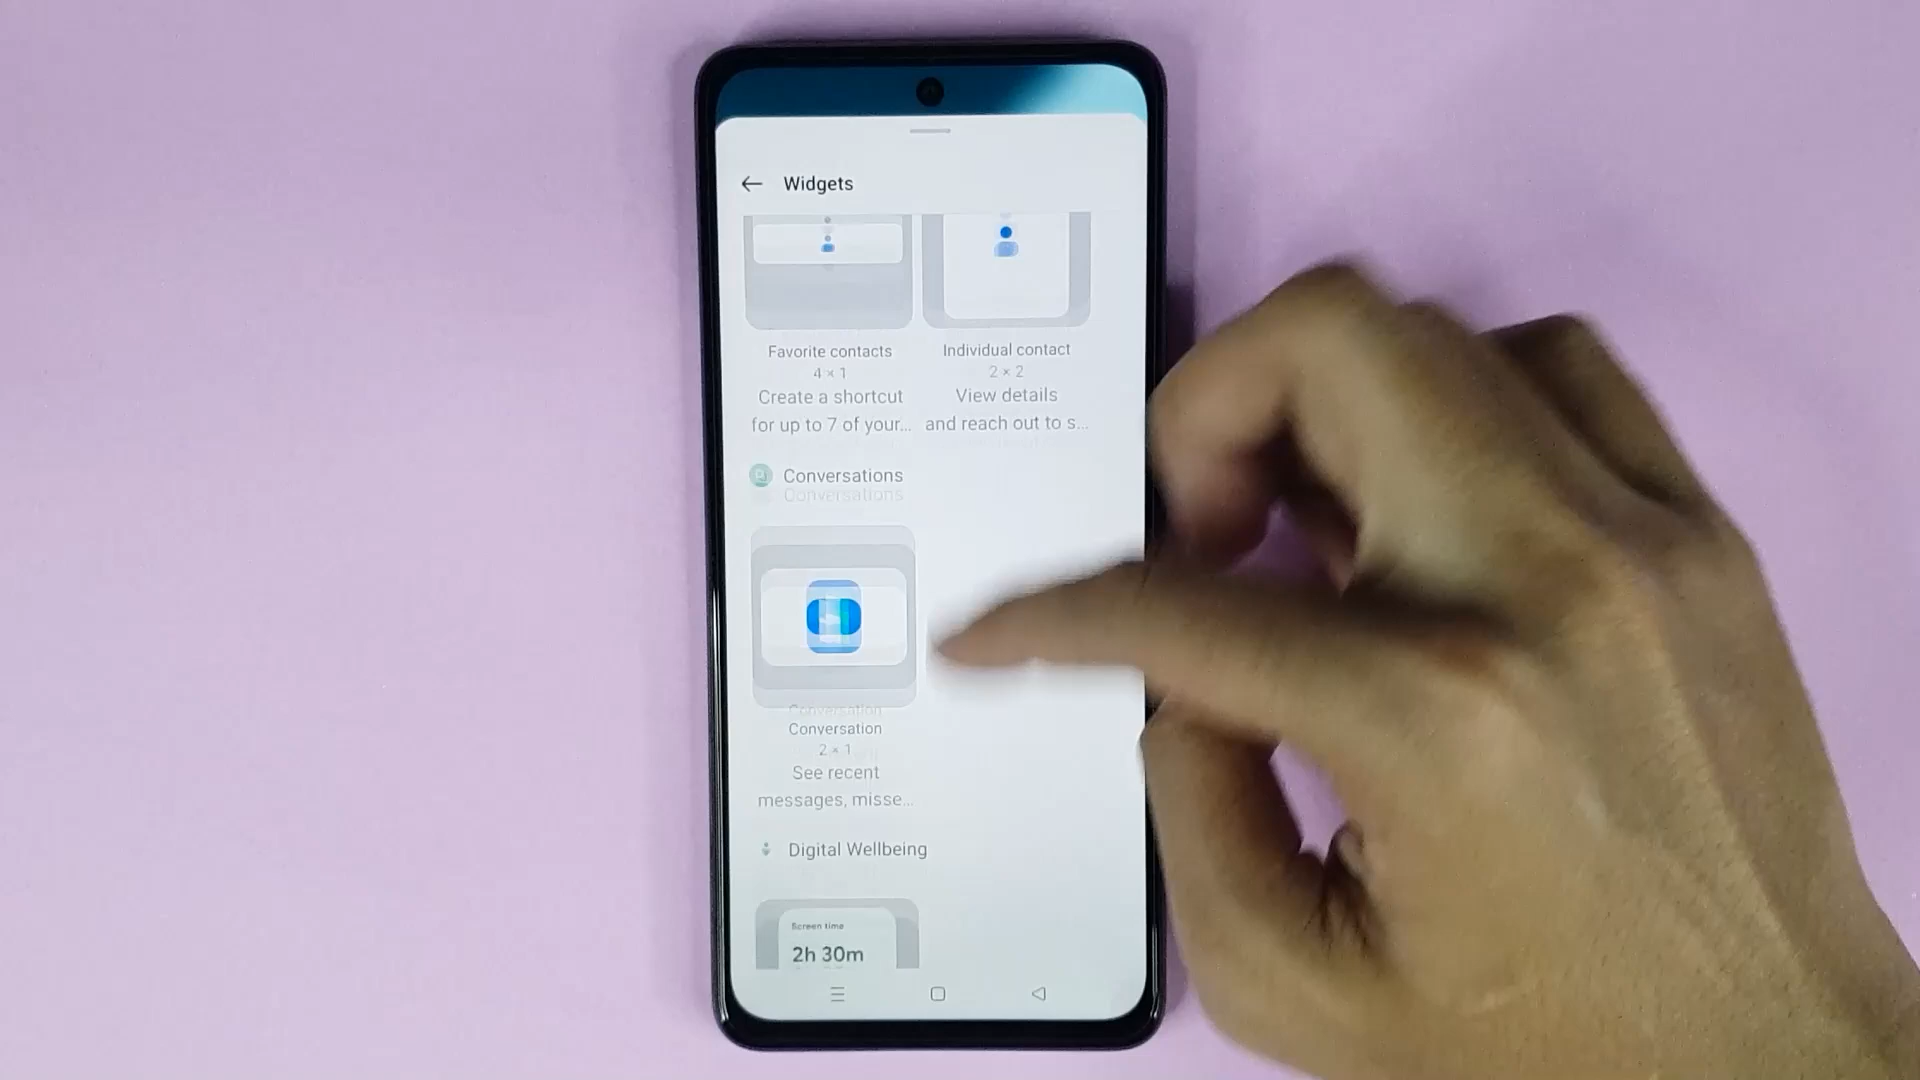 Widgets
Favorite contacts
4 × 1
Create a shortcut
for up to 7 of your...
Individual contact
2 × 2
View details
and reach out to s...
Conversations
Conversation
2 × 1
See recent
messages, misse...
Digital Wellbeing
Screen time
2h 30m